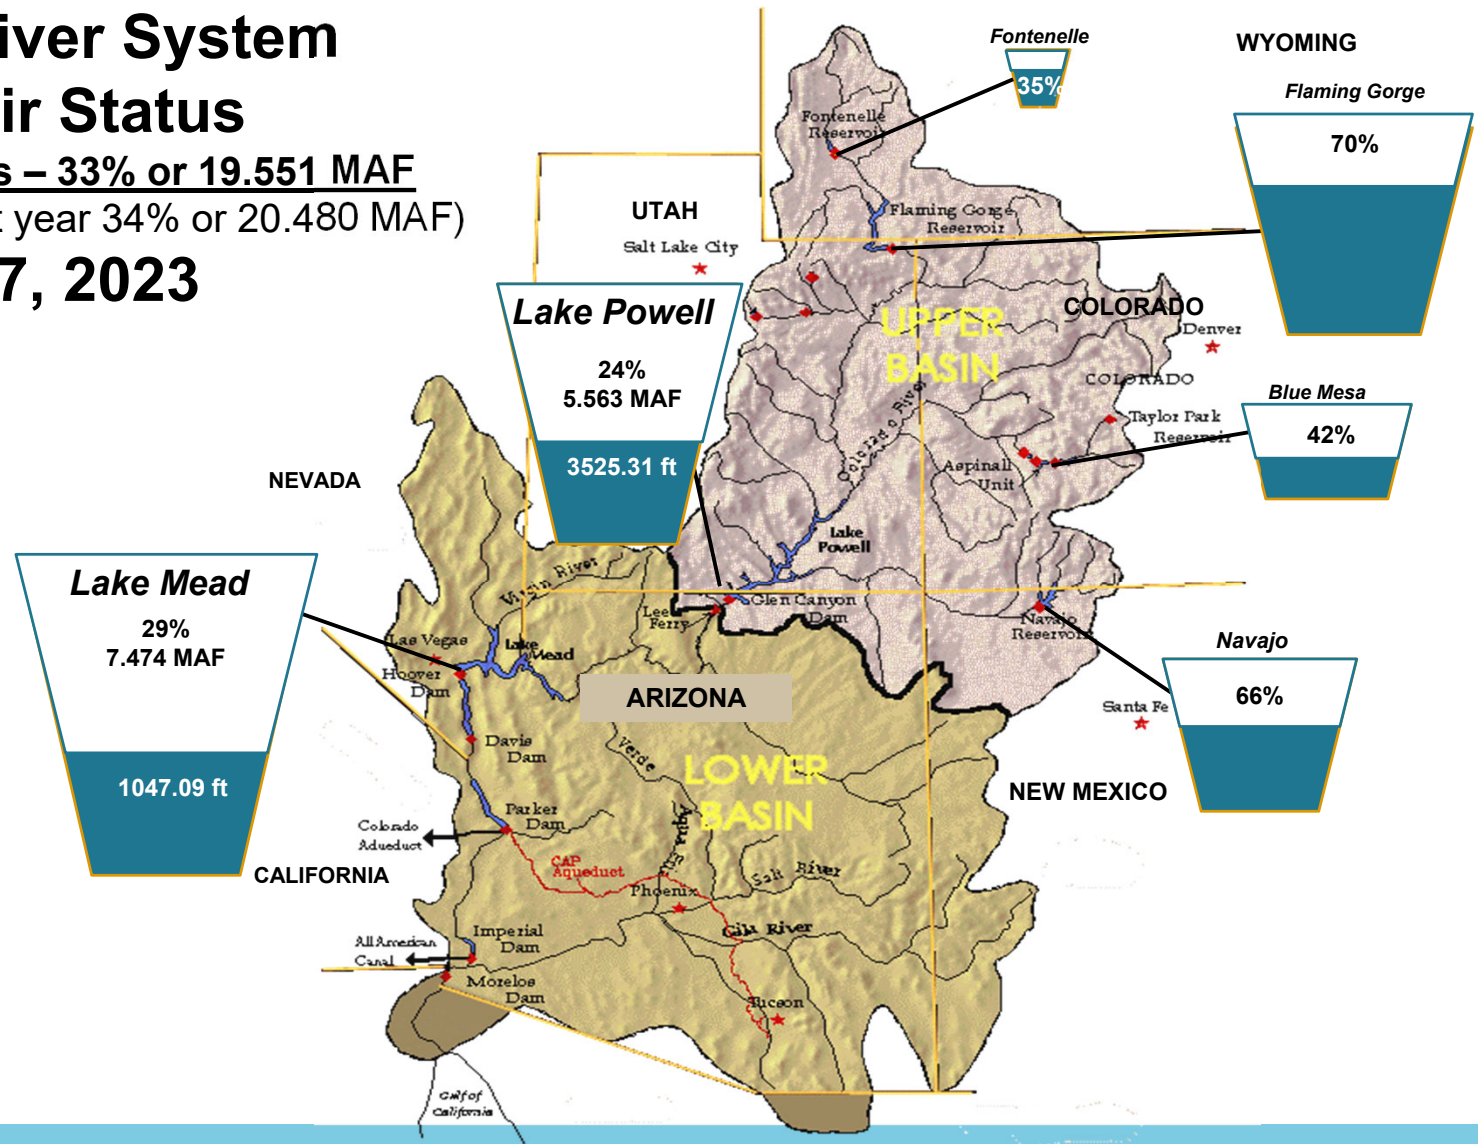 iver System
ir Status
s – 33% or 19.551 MAF
t year 34% or 20.480 MAF)
7, 2023
Fontenelle
35%
WYOMING
Flaming Gorge
70%
Fontenelle
Reservoir
UTAH
Salt Lake City
Flaming Gorge
Reservoir
Lake Powell
24%
5.563 MAF
3525.31 ft
UPPER
BASIN
COLORADO
Denver
COLORADO
Taylor Park
Reservoir
Blue Mesa
42%
Colorado River
Aspinall
Unit
NEVADA
Lake
Powell
Lake Mead
29%
7.474 MAF
1047.09 ft
Virgin River
Lee
Ferry
Glen Canyon
Dam
Navajo
Reservoir
Navajo
66%
Las Vegas
Lake
Mead
Hoover
Dam
ARIZONA
Santa Fe
Davis
Dam
Verde
LOWER
BASIN
NEW MEXICO
Parker
Dam
Colorado
Adueduct
Agua Fria
CALIFORNIA
CAP
Aqueduct
Salt River
Phoenix
Gila River
Imperial
Dam
All American
Canal
Morelos
Dam
Tucson
Gulf of
California